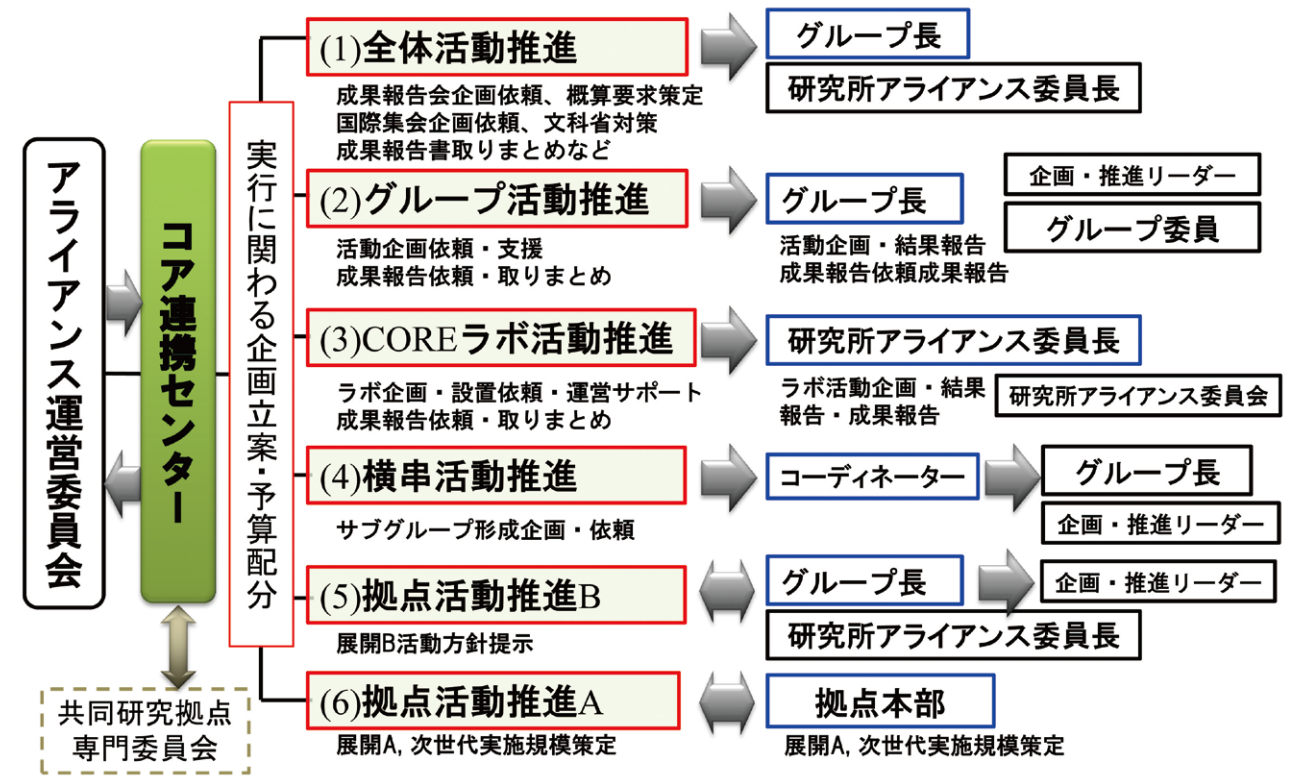 アライアンス運営委員会
コア連携センター
共同研究拠点
専門委員会
実行に関わる企画立案・予算配分
(1)全体活動推進
成果報告会企画依頼、概算要求策定
国際集会企画依頼、文科省対策
成果報告書取りまとめなど
グループ長
研究所アライアンス委員長
(2)グループ活動推進
活動企画依頼・支援
成果報告依頼・取りまとめ
グループ長
活動企画・結果報告
成果報告依頼成果報告
企画・推進リーダー
グループ委員
(3)COREラボ活動推進
ラボ企画・設置依頼・運営サポート
成果報告依頼・取りまとめ
研究所アライアンス委員長
ラボ活動企画・結果
報告・成果報告
研究所アライアンス委員会
(4)横串活動推進
サブグループ形成企画・依頼
コーディネーター
グループ長
企画・推進リーダー
(5)拠点活動推進B
展開B活動方針提示
グループ長
研究所アライアンス委員長
企画・推進リーダー
(6)拠点活動推進A
展開A, 次世代実施規模策定
拠点本部
展開A, 次世代実施規模策定